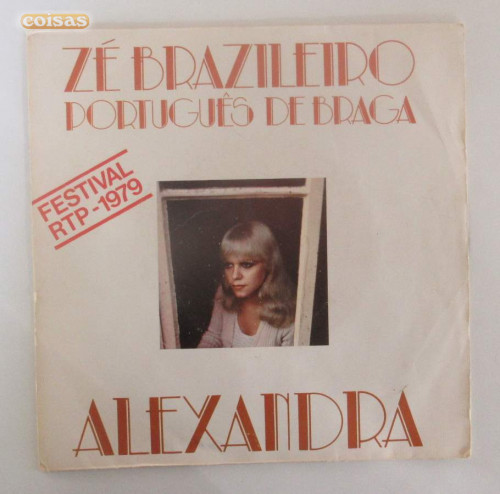 coisas
ZÉ BRAZILEIRO
PORTUGUÊS DE BRAGA
FESTIVAL
RTP-1979
ALEXANDRA